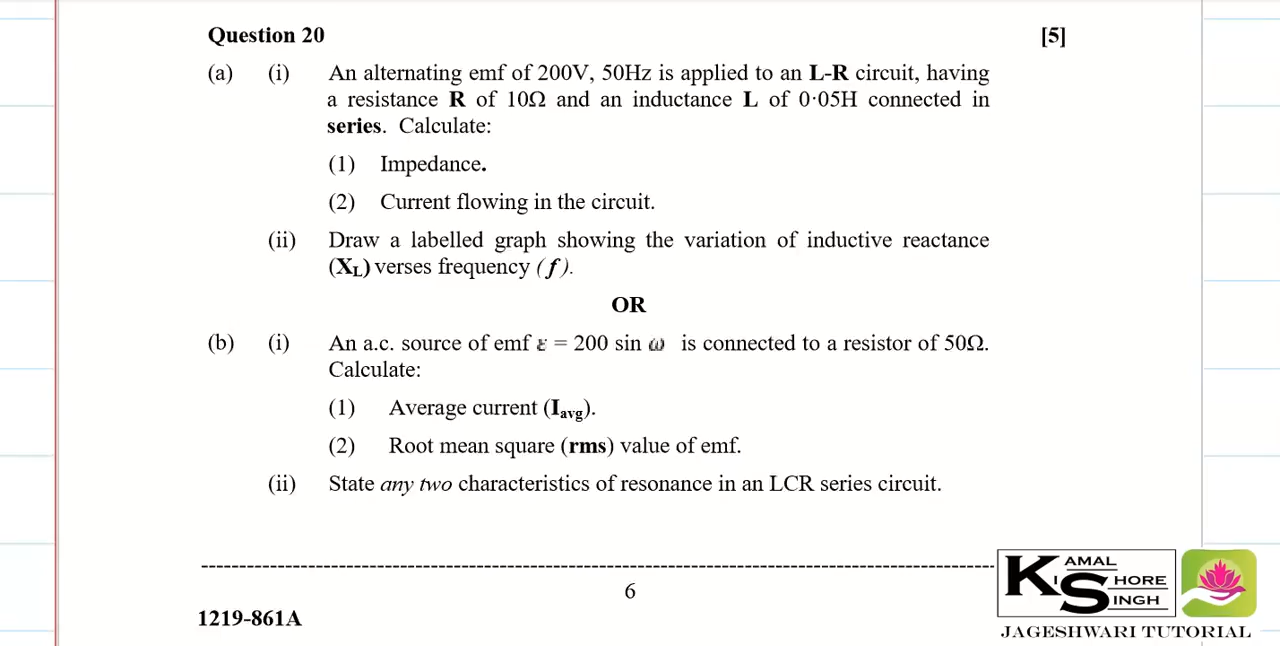 Question 20 [5]
(a) (i) An alternating emf of 200V, 50Hz is applied to an L-R circuit, having
a resistance R of 10Ω and an inductance L of 0·05H connected in
series. Calculate:
(1) Impedance.
(2) Current flowing in the circuit.
(ii) Draw a labelled graph showing the variation of inductive reactance
(XL) verses frequency (f).
OR
(b) (i) An a.c. source of emf ε = 200 sin ω is connected to a resistor of 50Ω.
Calculate:
(1) Average current (Iavg).
(2) Root mean square (rms) value of emf.
(ii) State any two characteristics of resonance in an LCR series circuit.
6
1219-861A
KAMAL
KISHORE
SINGH
JAGESHWARI TUTORIAL